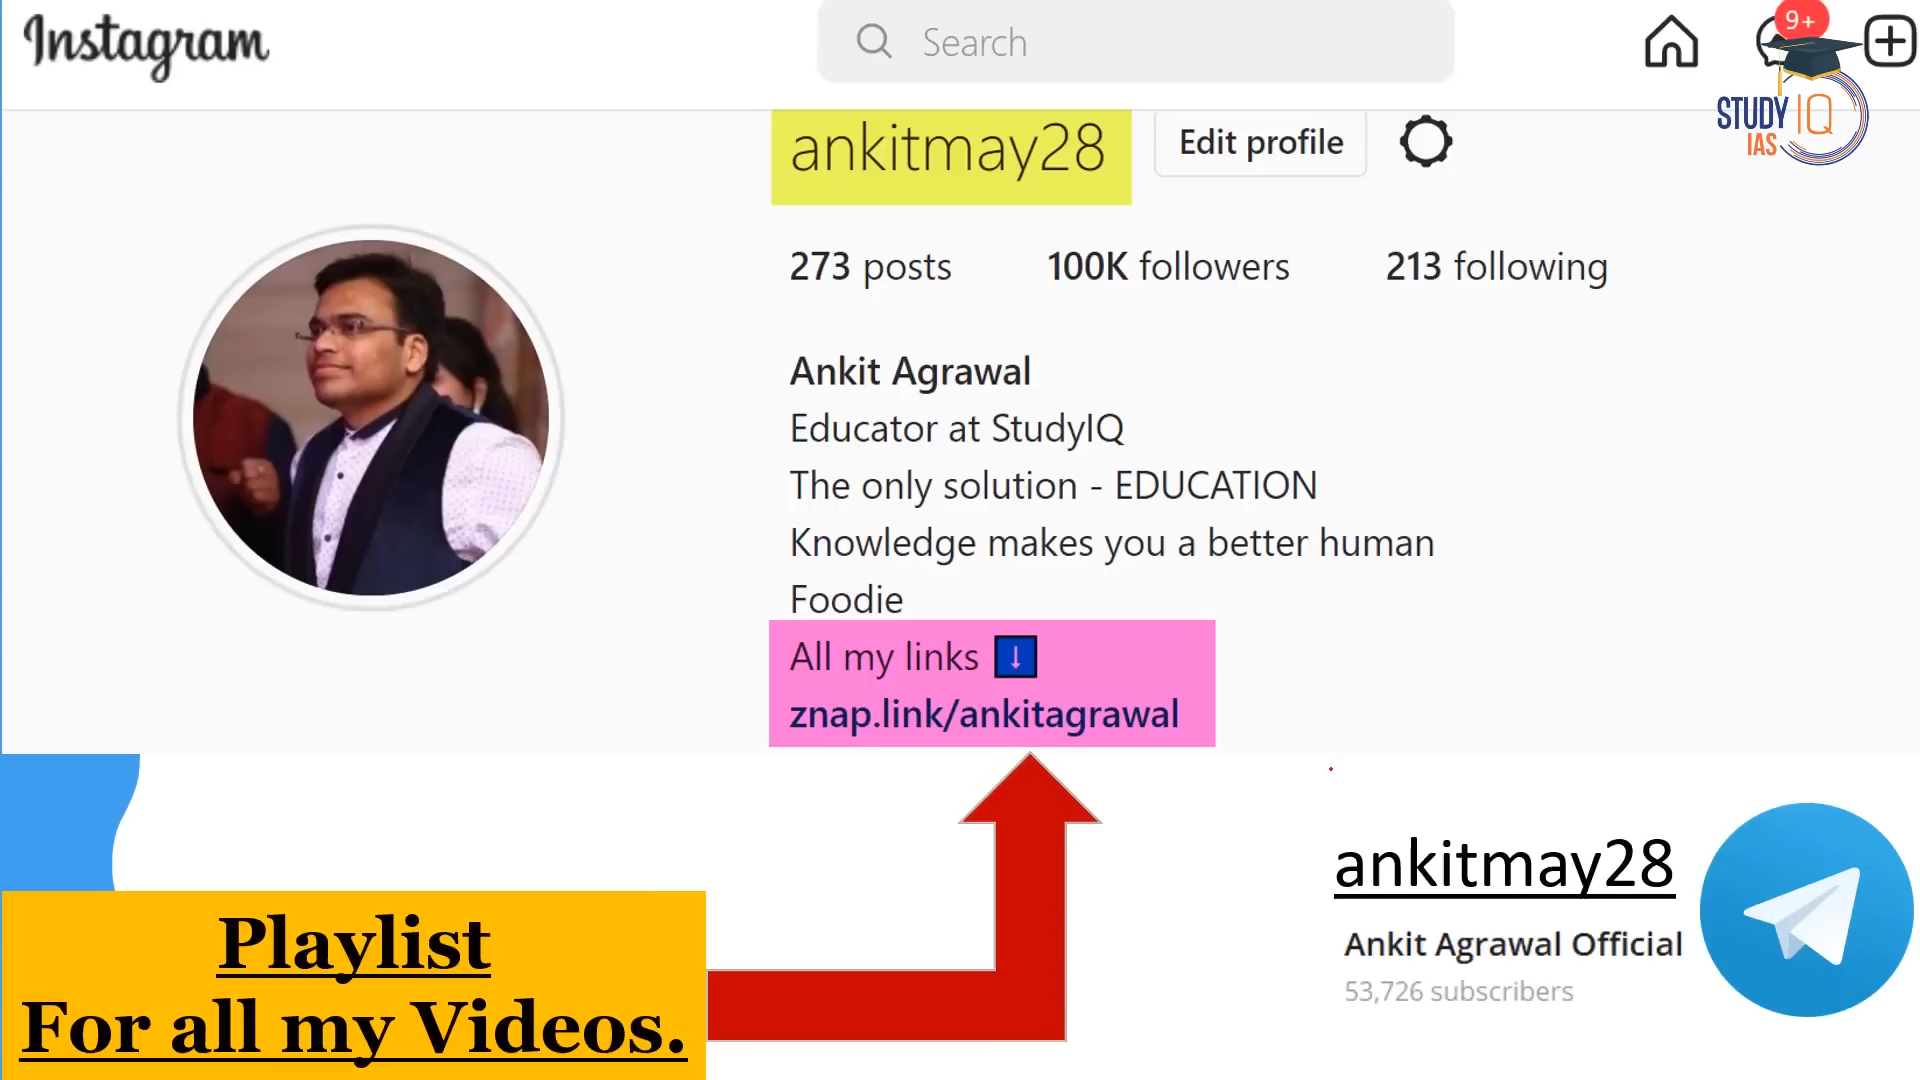 Instagram
Search
9+
STUDY IQ
IAS
ankitmay28
Edit profile
273 posts 100K followers 213 following
Ankit Agrawal
Educator at StudyIQ
The only solution - EDUCATION
Knowledge makes you a better human
Foodie
All my links ↓
znap.link/ankitagrawal
Playlist
For all my Videos.
ankitmay28
Ankit Agrawal Official
53,726 subscribers